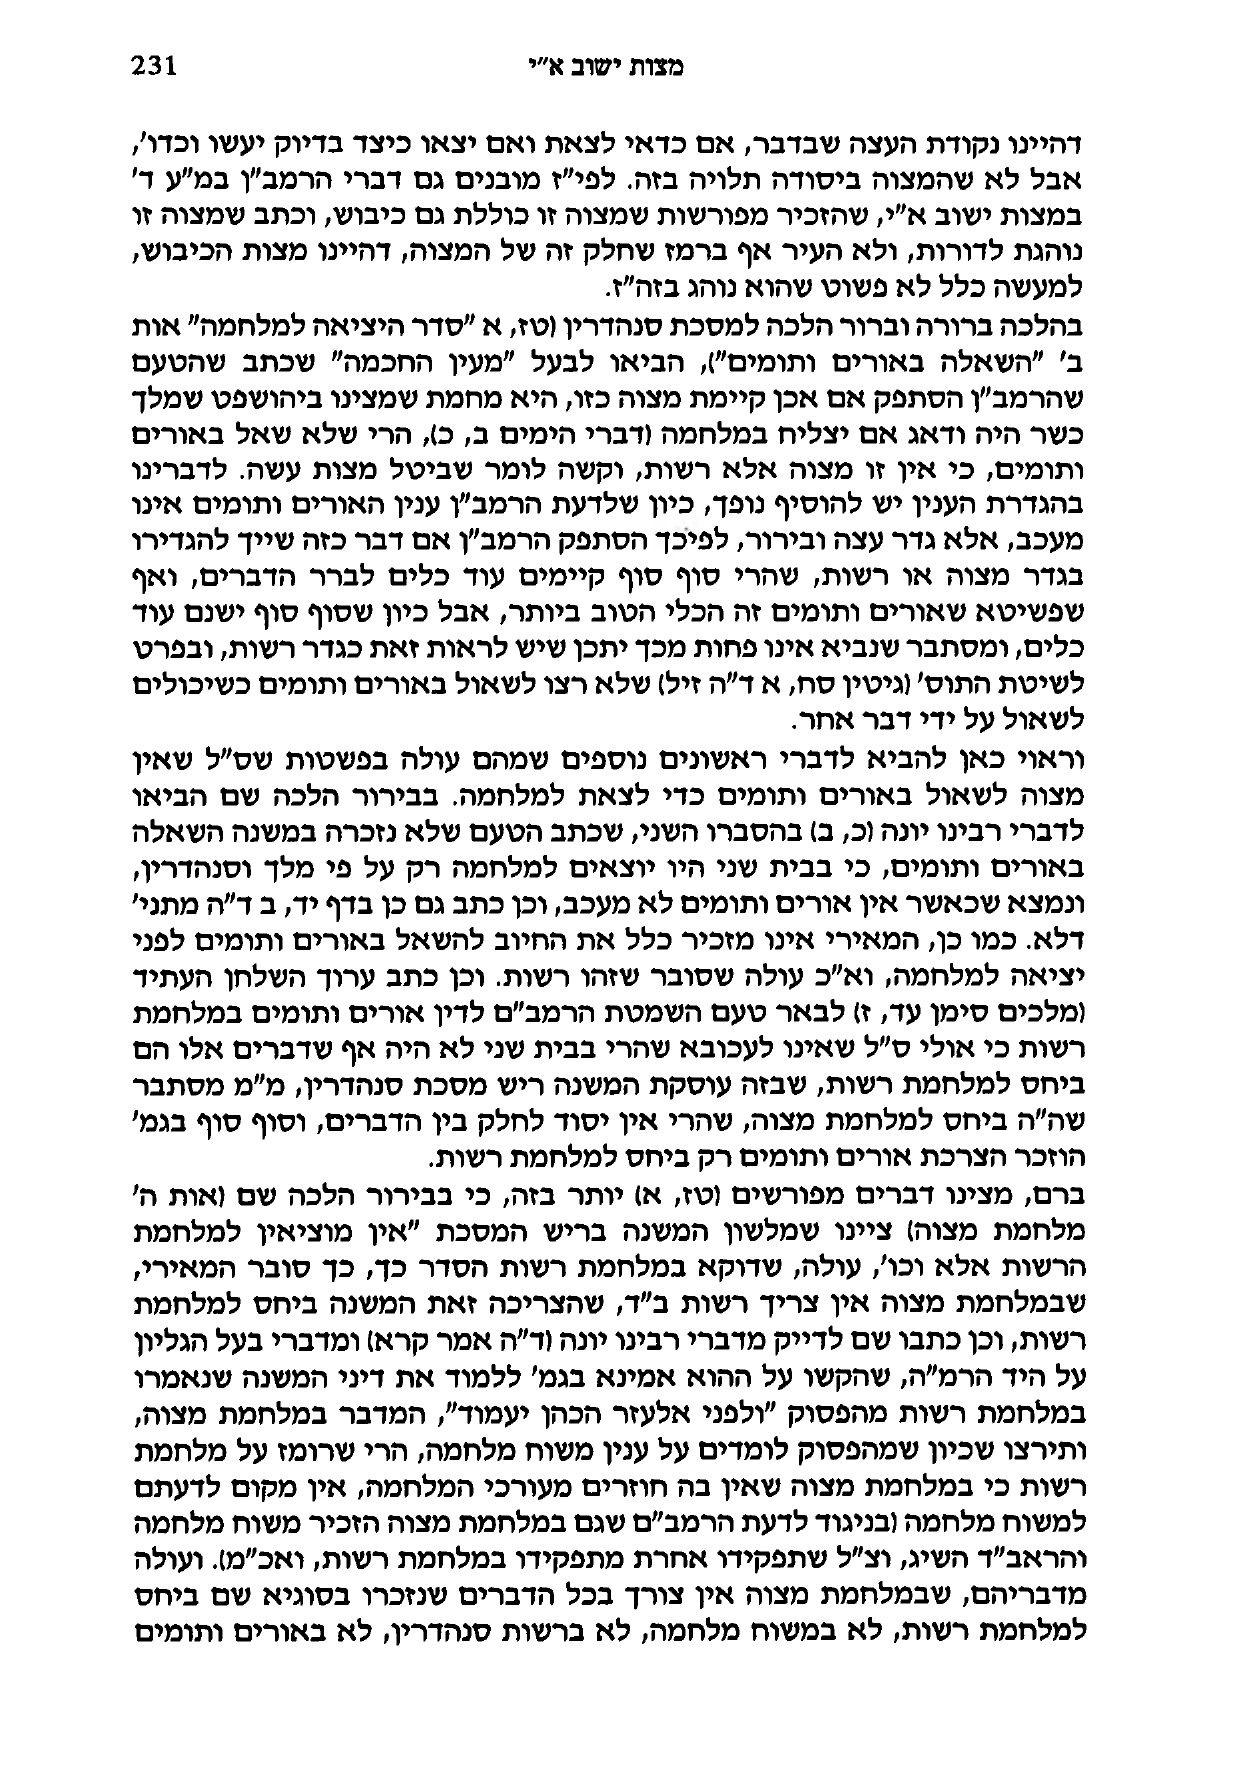 מצות ישוב א"י 231
דהיינו נקודת העצה שבדבר, אם כדאי לצאת ואם יצאו כיצד בדיוק יעשו וכדו',
אבל לא שהמצוה ביסודה תלויה בזה. לפי"ז מובנים גם דברי הרמב"ן במ"ע ד'
במצות ישוב א"י, שהזכיר מפורשות שמצוה זו כוללת גם כיבוש, וכתב שמצוה זו
נוהגת לדורות, ולא העיר אף ברמז שחלק זה של המצוה, דהיינו מצות הכיבוש,
למעשה כלל לא פשוט שהוא נוהג בזה"ז.
בהלכה ברורה וברור הלכה למסכת סנהדרין (טז, א "סדר היציאה למלחמה" אות
ב' "השאלה באורים ותומים"), הביאו לבעל "מעין החכמה" שכתב שהטעם
שהרמב"ן הסתפק אם אכן קיימת מצוה כזו, היא מחמת שמצינו ביהושפט שמלך
כשר היה ודאג אם יצליח במלחמה (דברי הימים ב, כ), הרי שלא שאל באורים
ותומים, כי אין זו מצוה אלא רשות, וקשה לומר שביטל מצות עשה. לדברינו
בהגדרת הענין יש להוסיף נופך, כיון שלדעת הרמב"ן ענין האורים ותומים אינו
מעכב, אלא גדר עצה ובירור, לפיכך הסתפק הרמב"ן אם דבר כזה שייך להגדירו
בגדר מצוה או רשות, שהרי סוף סוף קיימים עוד כלים לברר הדברים, ואף
שפשיטא שאורים ותומים זה הכלי הטוב ביותר, אבל כיון שסוף סוף ישנם עוד
כלים, ומסתבר שנביא אינו פחות מכך יתכן שיש לראות זאת כגדר רשות, ובפרט
לשיטת התוס' (גיטין סח, א ד"ה זיל) שלא רצו לשאול באורים ותומים כשיכולים
לשאול על ידי דבר אחר.
וראוי כאן להביא לדברי ראשונים נוספים שמהם עולה בפשטות שס"ל שאין
מצוה לשאול באורים ותומים כדי לצאת למלחמה. בבירור הלכה שם הביאו
לדברי רבינו יונה (כ, ב) בהסברו השני, שכתב הטעם שלא נזכרה במשנה השאלה
באורים ותומים, כי בבית שני היו יוצאים למלחמה רק על פי מלך וסנהדרין,
ונמצא שכאשר אין אורים ותומים לא מעכב, וכן כתב גם כן בדף יד, ב ד"ה מתני'
דלא. כמו כן, המאירי אינו מזכיר כלל את החיוב להשאל באורים ותומים לפני
יציאה למלחמה, וא"כ עולה שסובר שזהו רשות. וכן כתב ערוך השלחן העתיד
(מלכים סימן עד, ז) לבאר טעם השמטת הרמב"ם לדין אורים ותומים במלחמת
רשות כי אולי ס"ל שאינו לעכובא שהרי בבית שני לא היה אף שדברים אלו הם
ביחס למלחמת רשות, שבזה עוסקת המשנה ריש מסכת סנהדרין, מ"מ מסתבר
שה"ה ביחס למלחמת מצוה, שהרי אין יסוד לחלק בין הדברים, וסוף סוף בגמ'
הוזכר הצרכת אורים ותומים רק ביחס למלחמת רשות.
ברם, מצינו דברים מפורשים (טז, א) יותר בזה, כי בבירור הלכה שם (אות ה'
מלחמת מצוה) ציינו שמלשון המשנה בריש המסכת "אין מוציאין למלחמת
הרשות אלא וכו', עולה, שדוקא במלחמת רשות הסדר כך, כך סובר המאירי,
שבמלחמת מצוה אין צריך רשות ב"ד, שהצריכה זאת המשנה ביחס למלחמת
רשות, וכן כתבו שם לדייק מדברי רבינו יונה (ד"ה אמר קרא) ומדברי בעל הגליון
על היד הרמ"ה, שהקשו על ההוא אמינא בגמ' ללמוד את דיני המשנה שנאמרו
במלחמת רשות מהפסוק "ולפני אלעזר הכהן יעמוד", המדבר במלחמת מצוה,
ותירצו שכיון שמהפסוק לומדים על ענין משוח מלחמה, הרי שרומז על מלחמת
רשות כי במלחמת מצוה שאין בה חוזרים מעורכי המלחמה, אין מקום לדעתם
למשוח מלחמה (בניגוד לדעת הרמב"ם שגם במלחמת מצוה הזכיר משוח מלחמה
והראב"ד השיג, וצ"ל שתפקידו אחרת מתפקידו במלחמת רשות, ואכ"מ). ועולה
מדבריהם, שבמלחמת מצוה אין צורך בכל הדברים שנזכרו בסוגיא שם ביחס
למלחמת רשות, לא במשוח מלחמה, לא ברשות סנהדרין, לא באורים ותומים